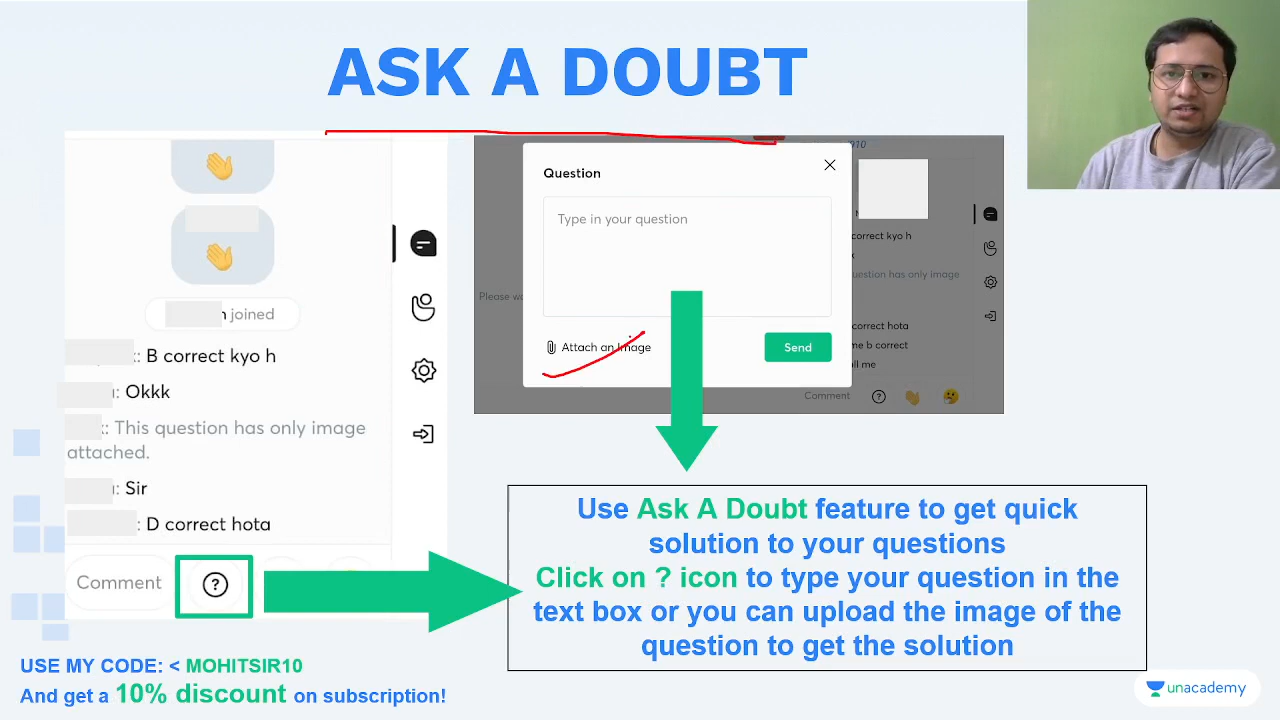 ASK A DOUBT
joined
: B correct kyo h
: Okkk
: This question has only image
attached.
: Sir
: D correct hota
Comment
?
Question
Type in your question
Attach an Image
Send
Please
correct kyo h
uestion has only image
correct hota
me b correct
ll me
Comment
?
Use Ask A Doubt feature to get quick
solution to your questions
Click on ? icon to type your question in the
text box or you can upload the image of the
question to get the solution
USE MY CODE: < MOHITSIR10
And get a 10% discount on subscription!
unacademy